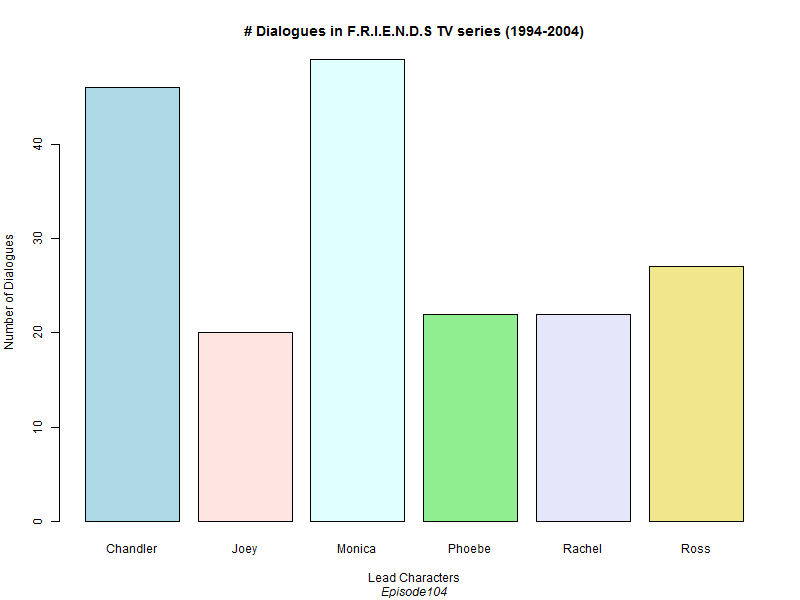 # Dialogues in F.R.I.E.N.D.S TV series (1994-2004)
Number of Dialogues
40
30
20
10
0
Chandler Joey Monica Phoebe Rachel Ross
Lead Characters
Episode104